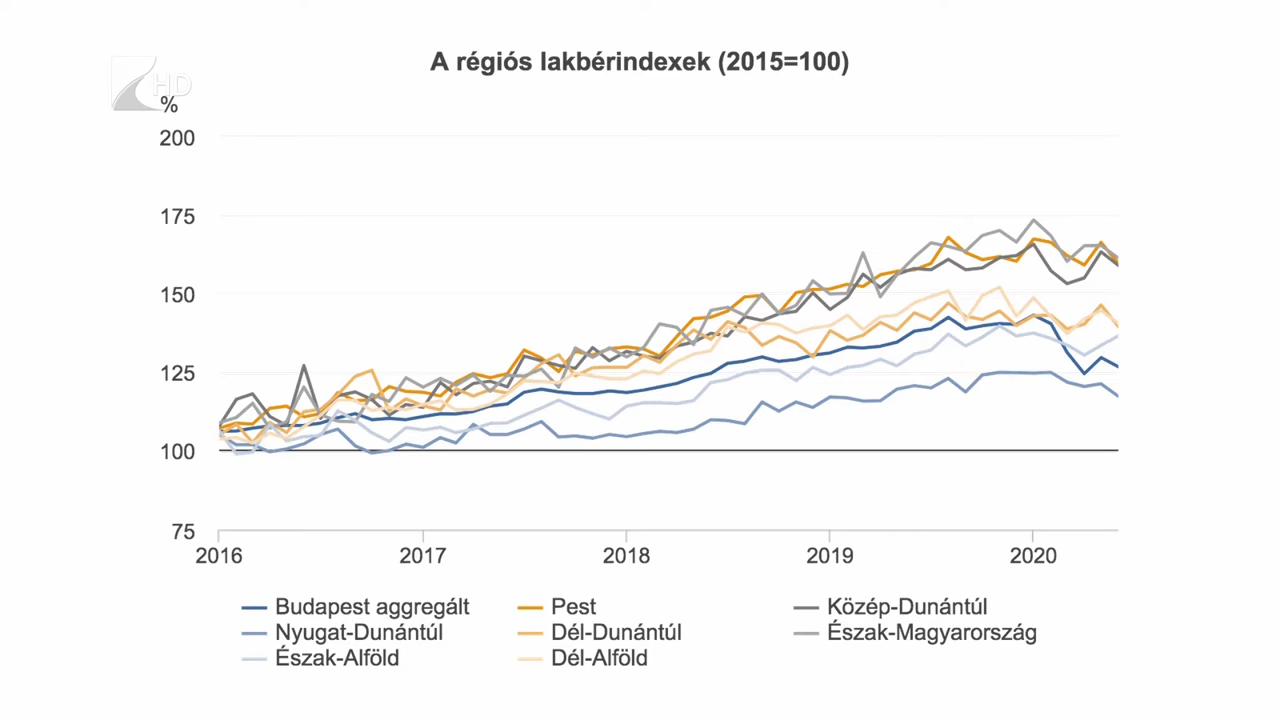 A régiós lakbérindexek (2015=100)
HD
%
200
175
150
125
100
75
2016 2017 2018 2019 2020
Budapest aggregált Pest Közép-Dunántúl
Nyugat-Dunántúl Dél-Dunántúl Észak-Magyarország
Észak-Alföld Dél-Alföld